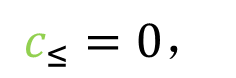 c≤ = 0,